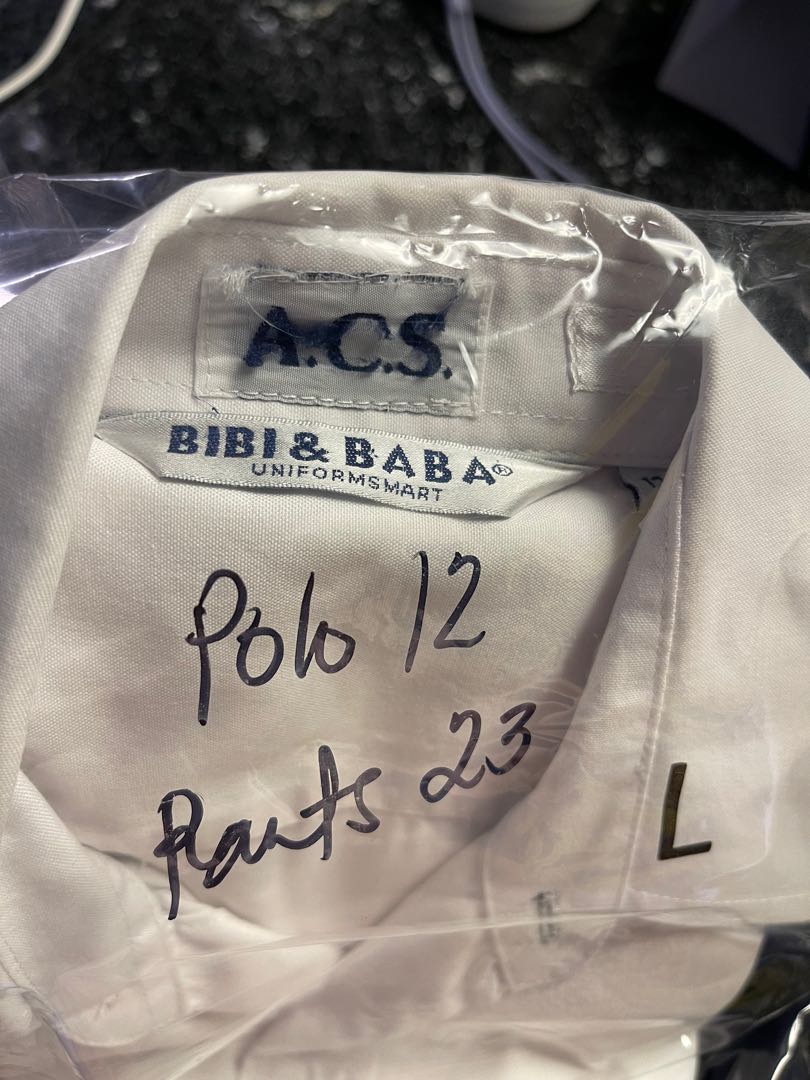 A.C.S.
BIBI & BABA®
UNIFORMSMART
Polo 12
Pants 23
L